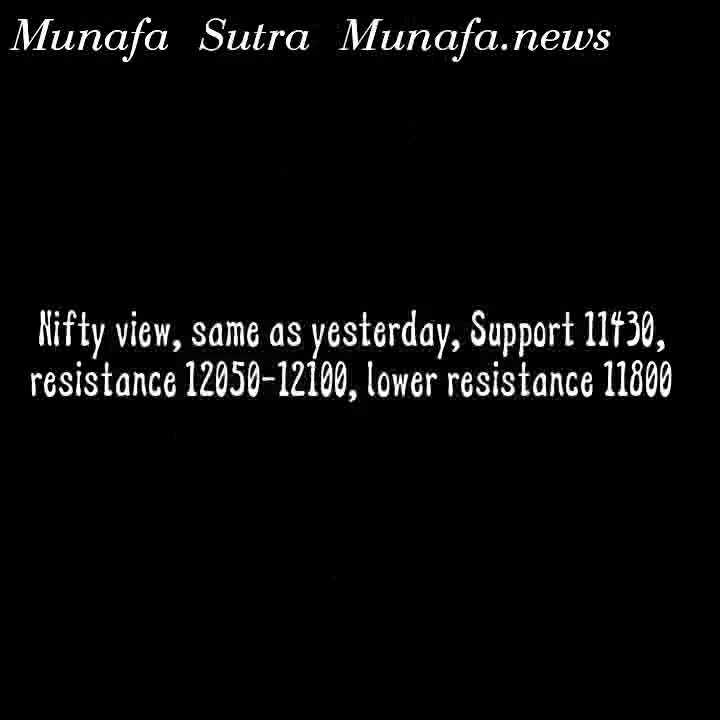 Munafa Sutra Munafa.news
Nifty view, same as yesterday, Support 11430,
resistance 12050-12100, lower resistance 11800